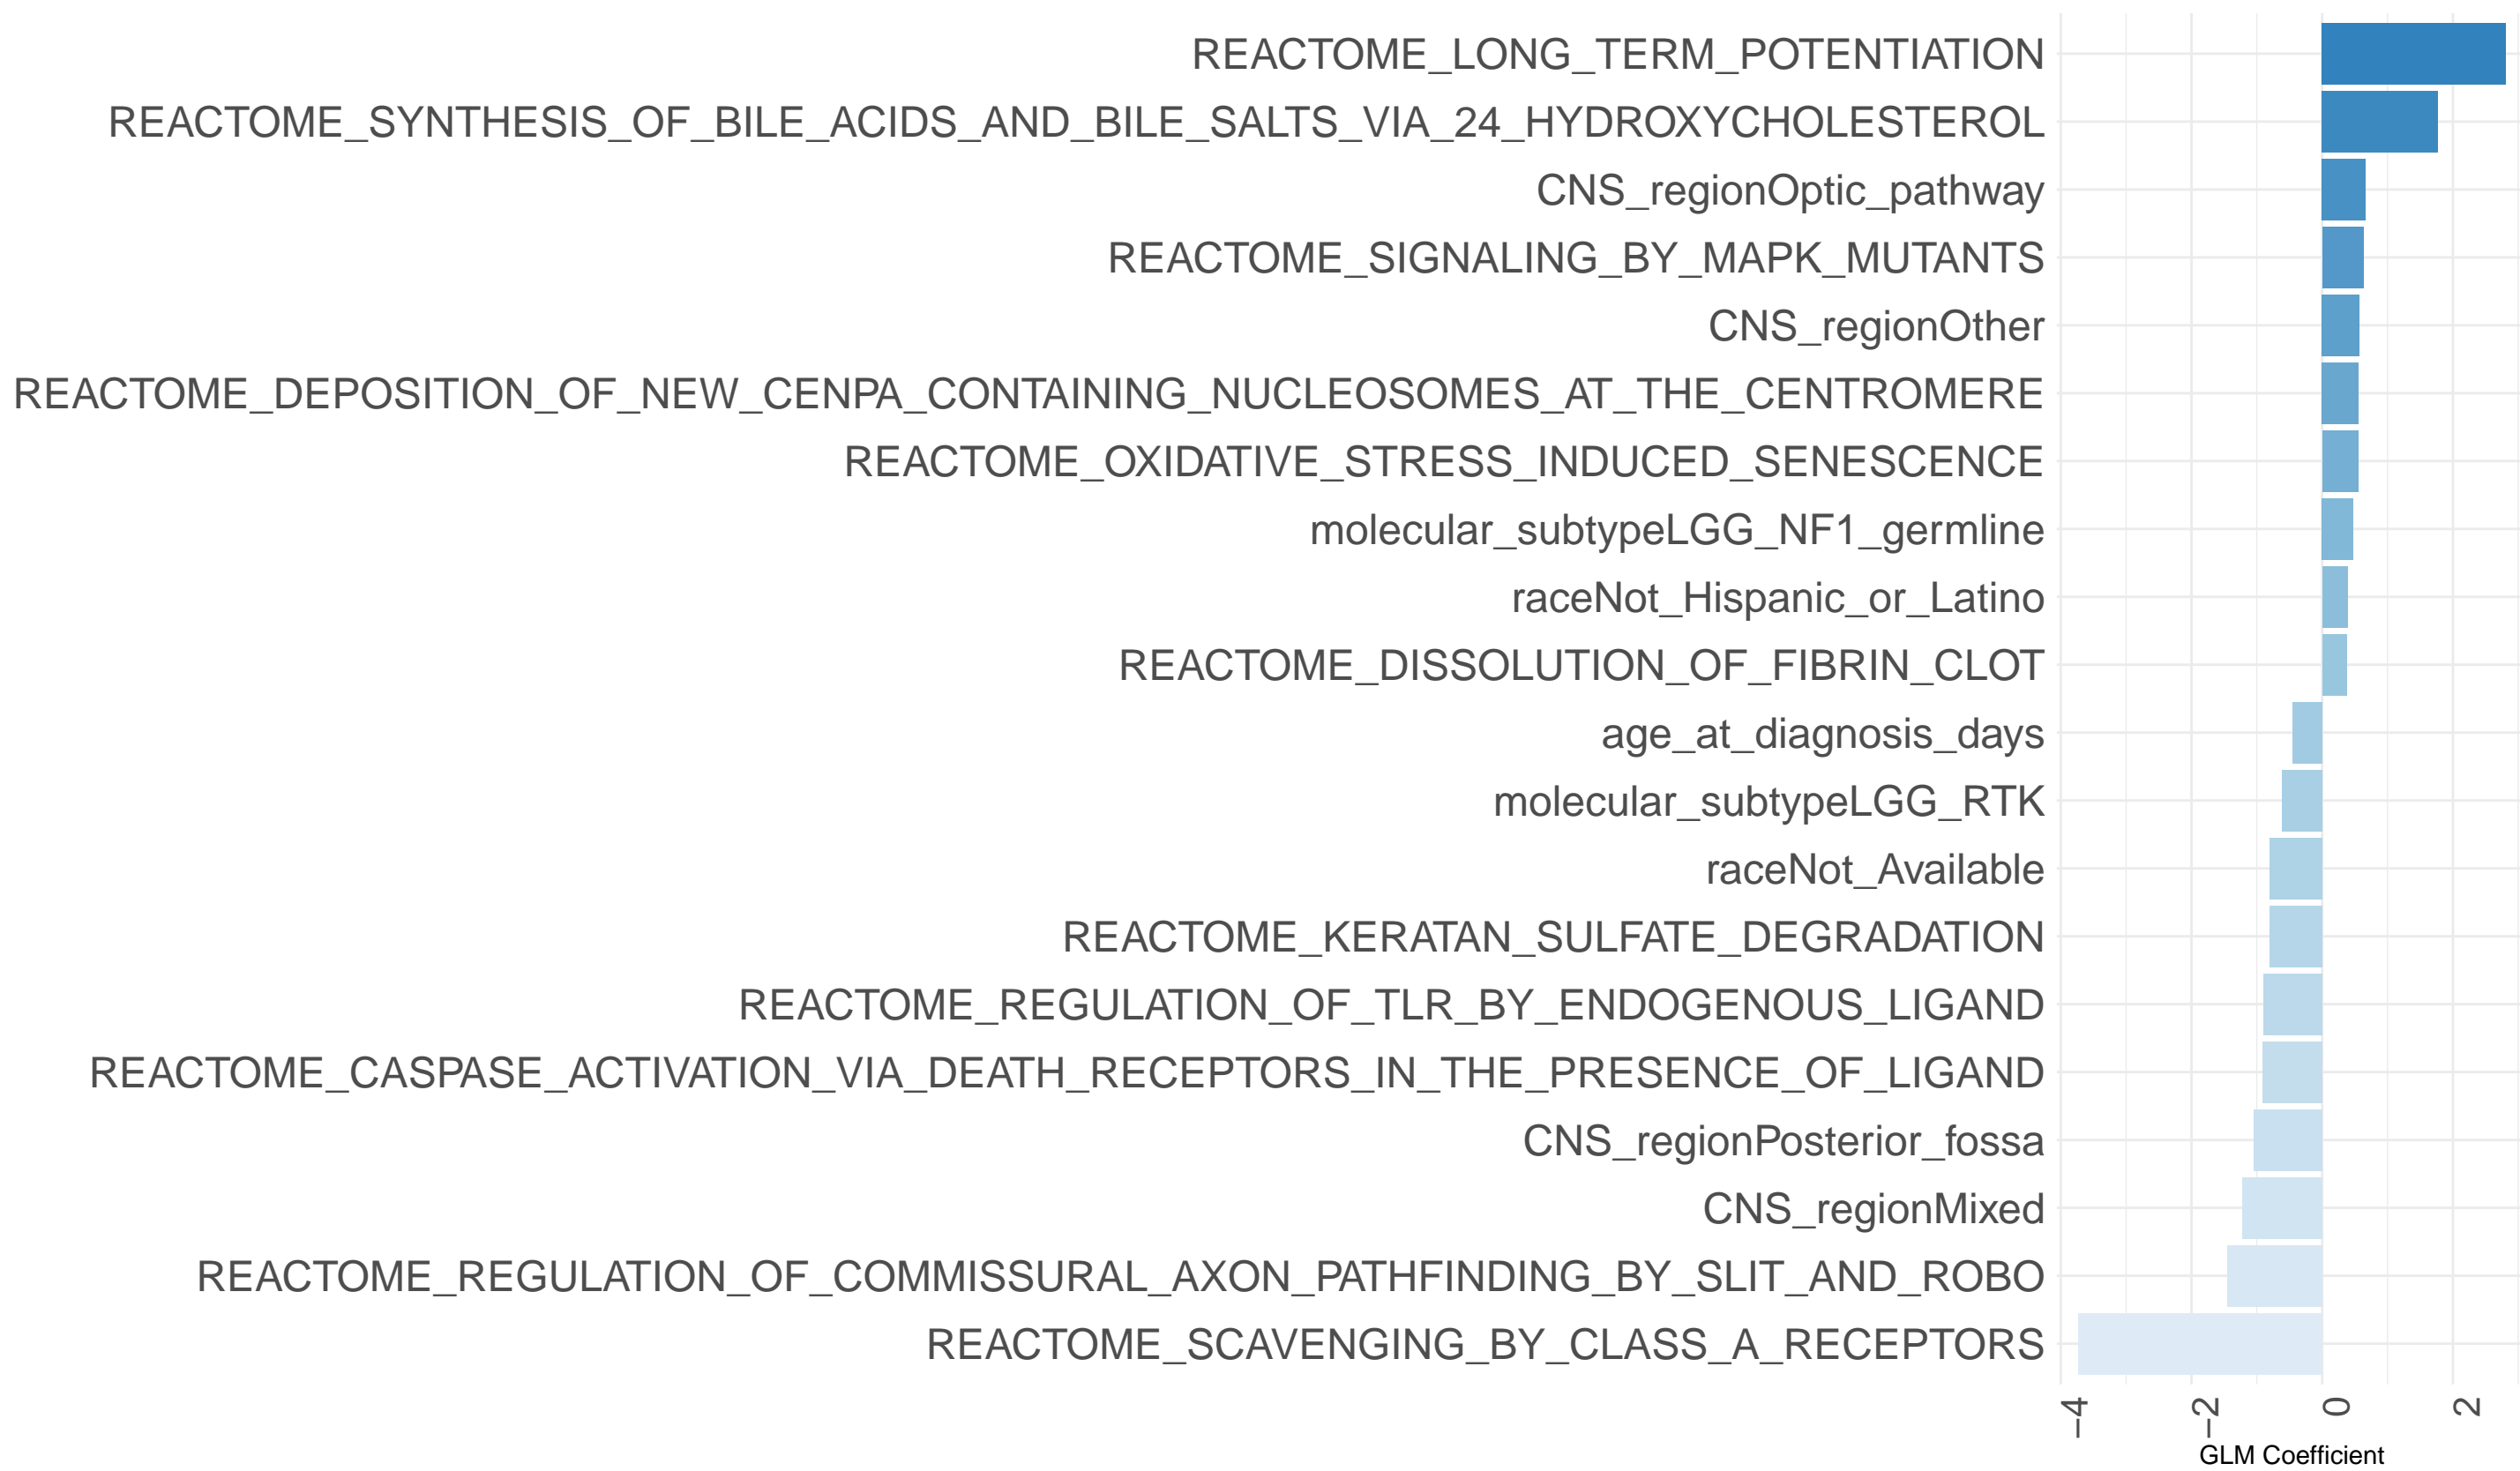 REACTOME_LONG_TERM_POTENTIATION
REACTOME_SYNTHESIS_OF_BILE_ACIDS_AND_BILE_SALTS_VIA_24_HYDROXYCHOLESTEROL
CNS_regionOptic_pathway
REACTOME_SIGNALING_BY_MAPK_MUTANTS
CNS_regionOther
REACTOME_DEPOSITION_OF_NEW_CENPA_CONTAINING_NUCLEOSOMES_AT_THE_CENTROMERE
REACTOME_OXIDATIVE_STRESS_INDUCED_SENESCENCE
molecular_subtypeLGG_NF1_germline
raceNot_Hispanic_or_Latino
REACTOME_DISSOLUTION_OF_FIBRIN_CLOT
age_at_diagnosis_days
molecular_subtypeLGG_RTK
raceNot_Available
REACTOME_KERATAN_SULFATE_DEGRADATION
REACTOME_REGULATION_OF_TLR_BY_ENDOGENOUS_LIGAND
REACTOME_CASPASE_ACTIVATION_VIA_DEATH_RECEPTORS_IN_THE_PRESENCE_OF_LIGAND
CNS_regionPosterior_fossa
CNS_regionMixed
REACTOME_REGULATION_OF_COMMISSURAL_AXON_PATHFINDING_BY_SLIT_AND_ROBO
REACTOME_SCAVENGING_BY_CLASS_A_RECEPTORS
−4 −2 0 2
GLM Coefficient